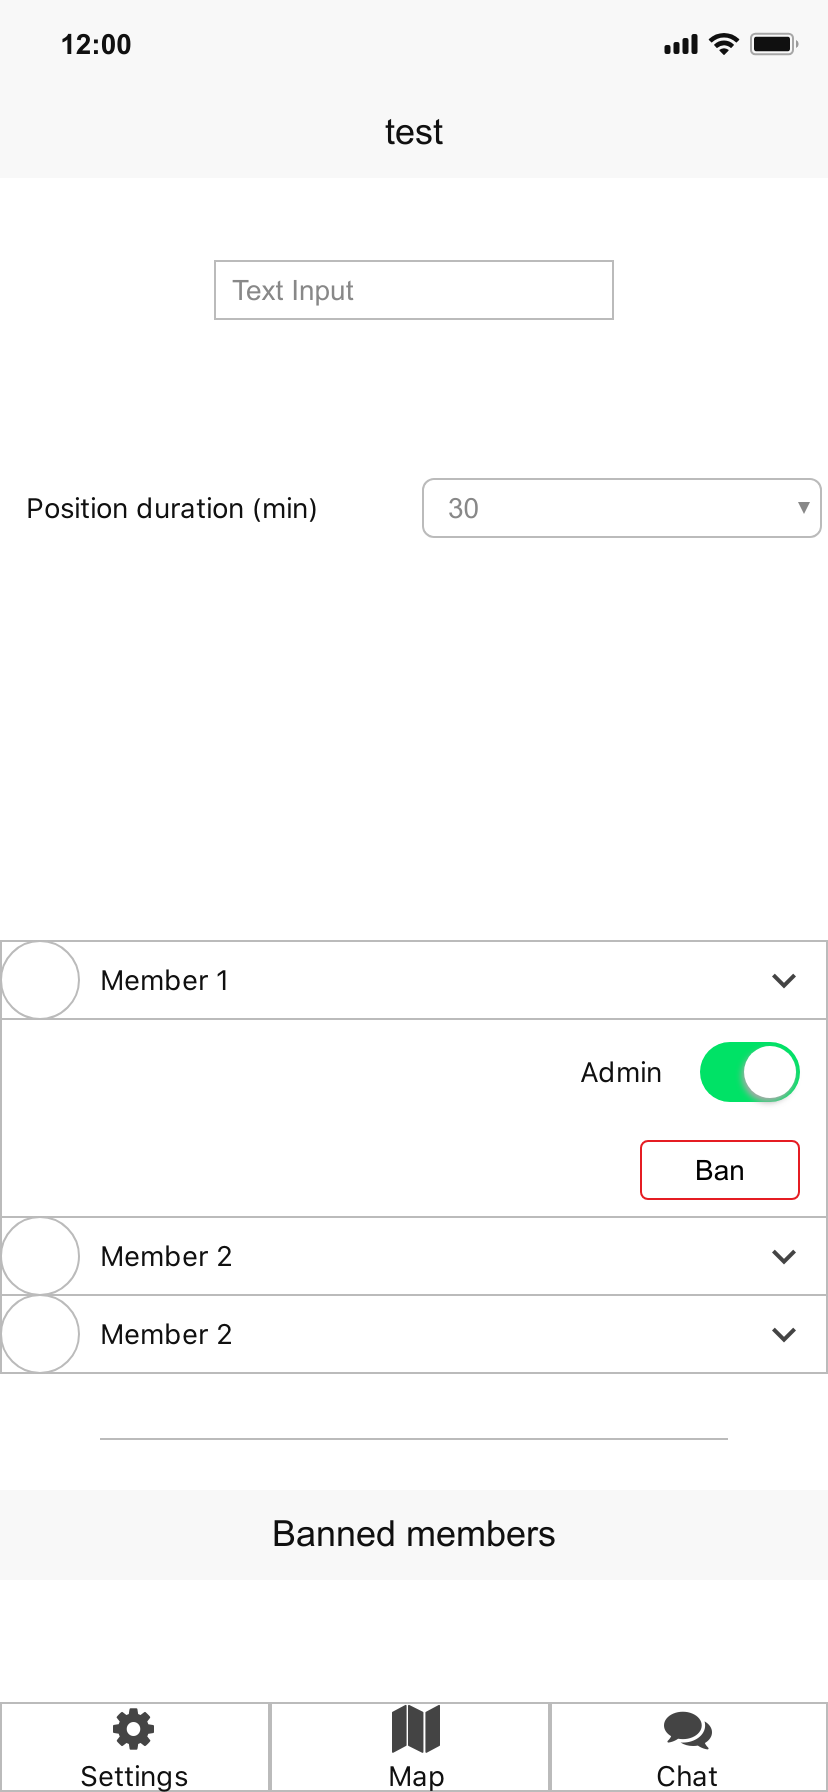 12:00
test
Text Input
Position duration (min)
30
Member 1
Admin
Ban
Member 2
Member 2
Banned members
Settings
Map
Chat